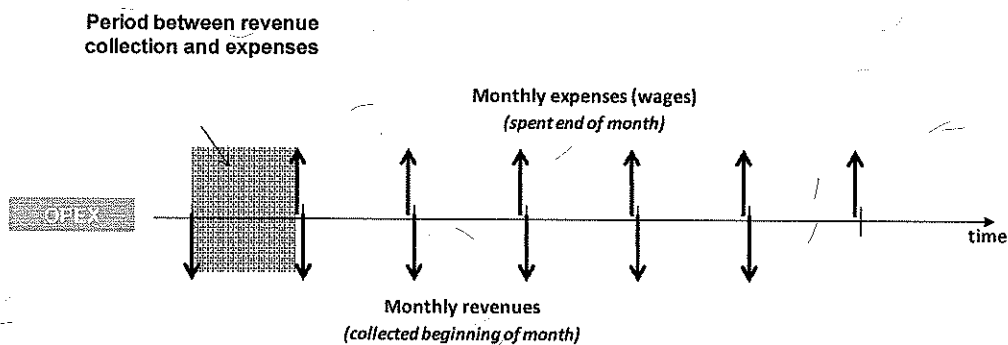 Period between revenue
collection and expenses
Monthly expenses (wages)
(spent end of month)
OPEX
time
Monthly revenues
(collected beginning of month)